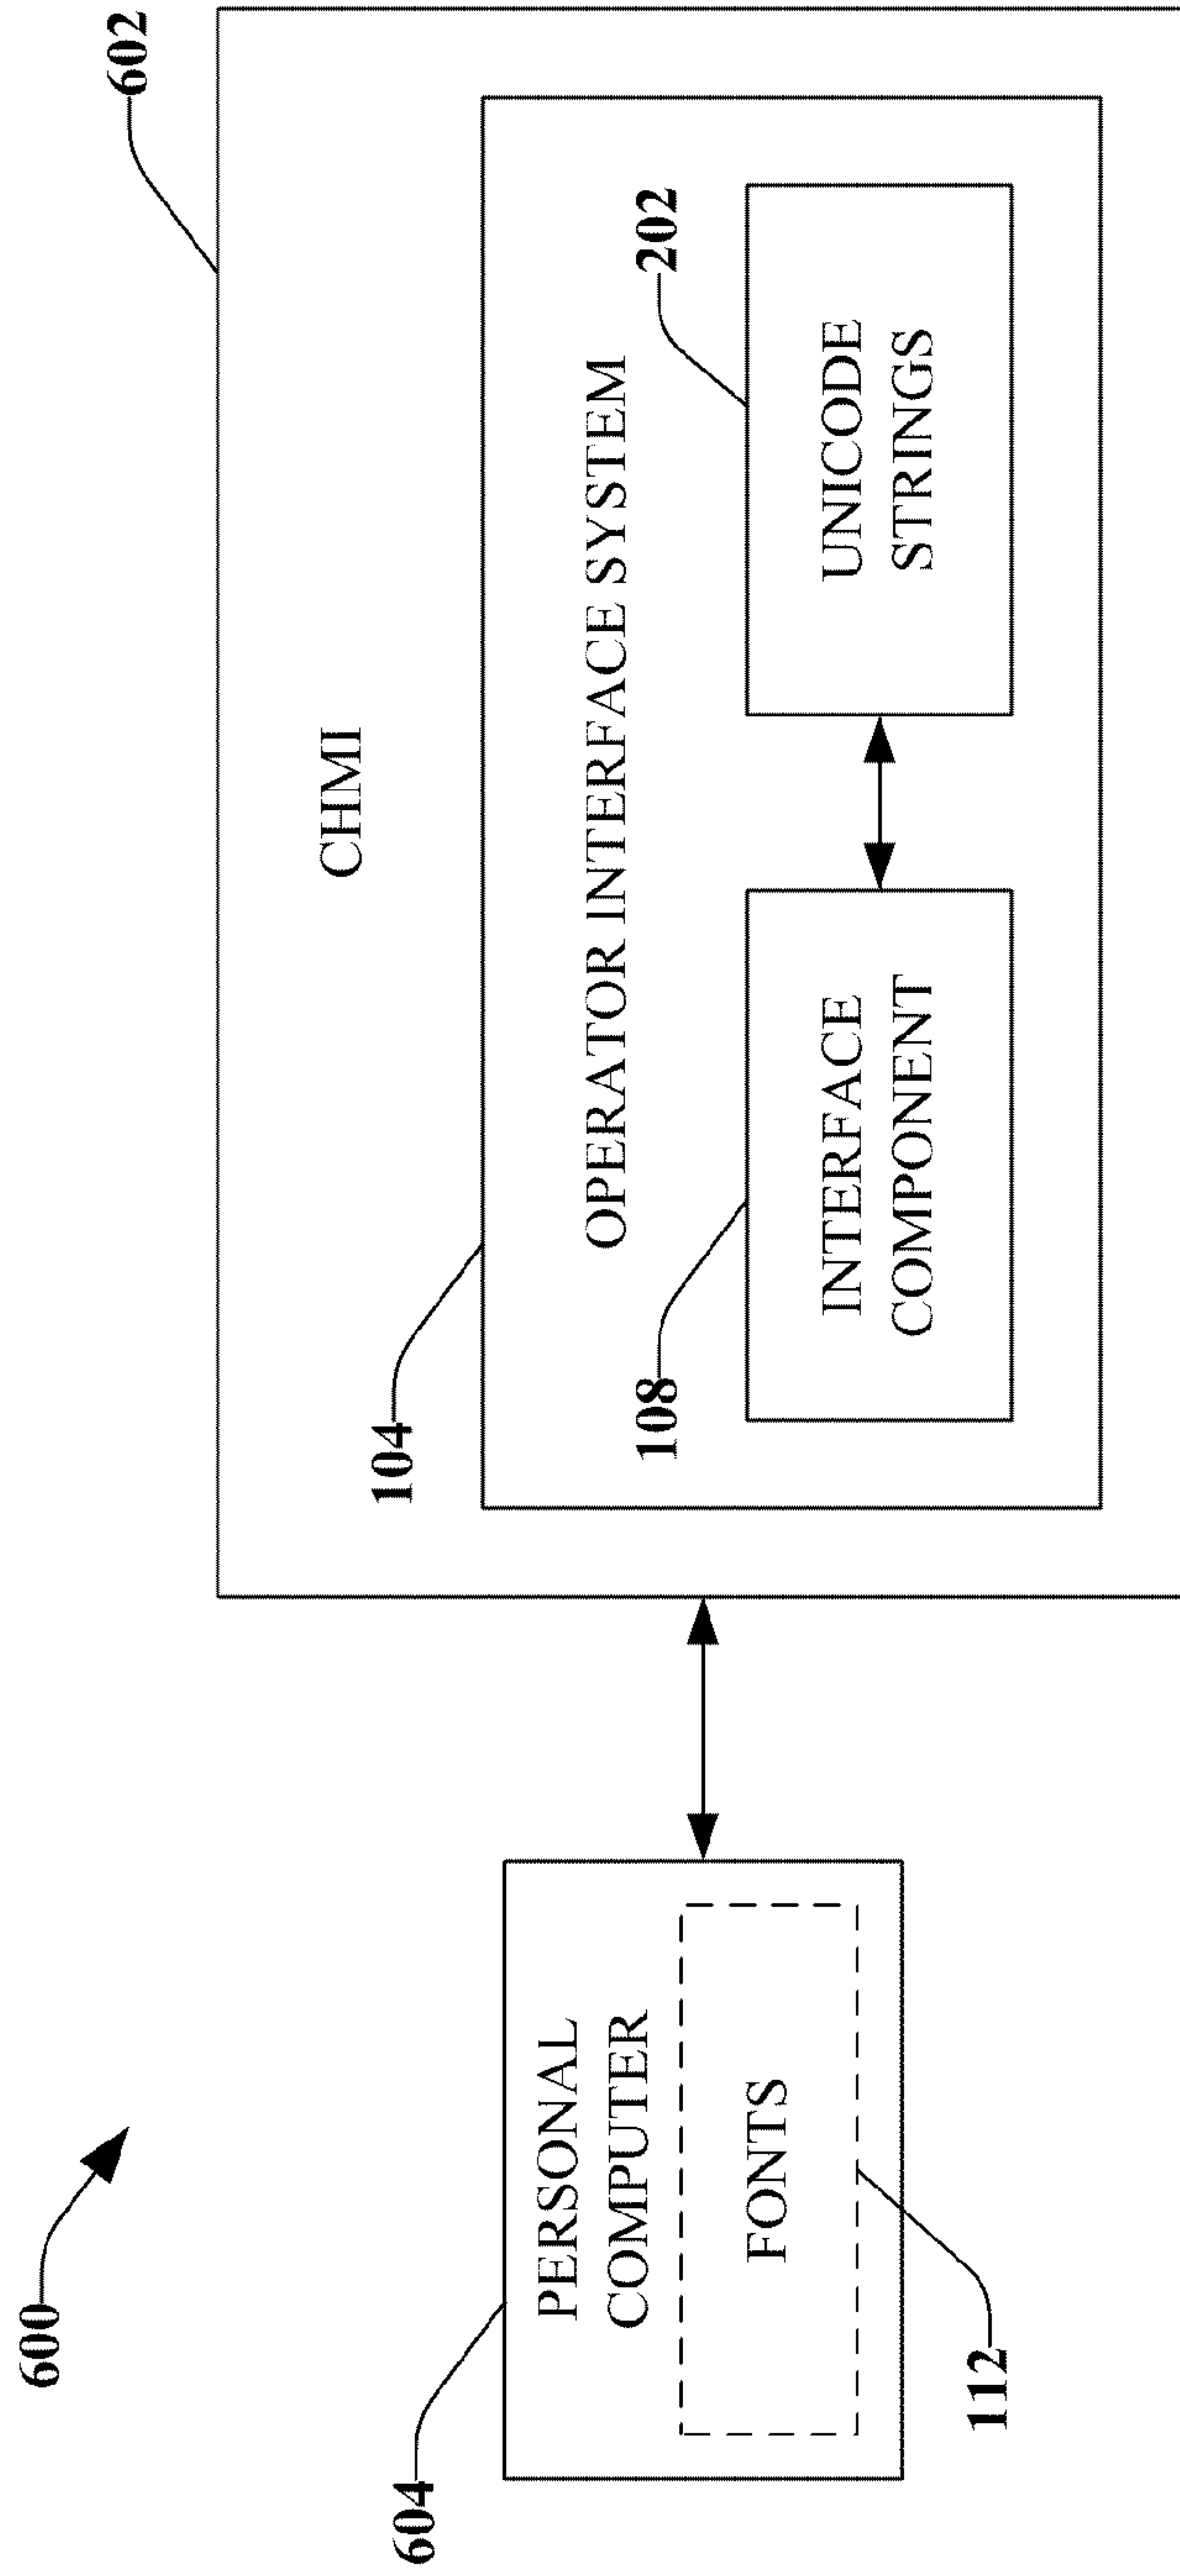 600
602
CHMI
104
OPERATOR INTERFACE SYSTEM
604
PERSONAL
COMPUTER
FONTS
112
108
INTERFACE
COMPONENT
202
UNICODE
STRINGS